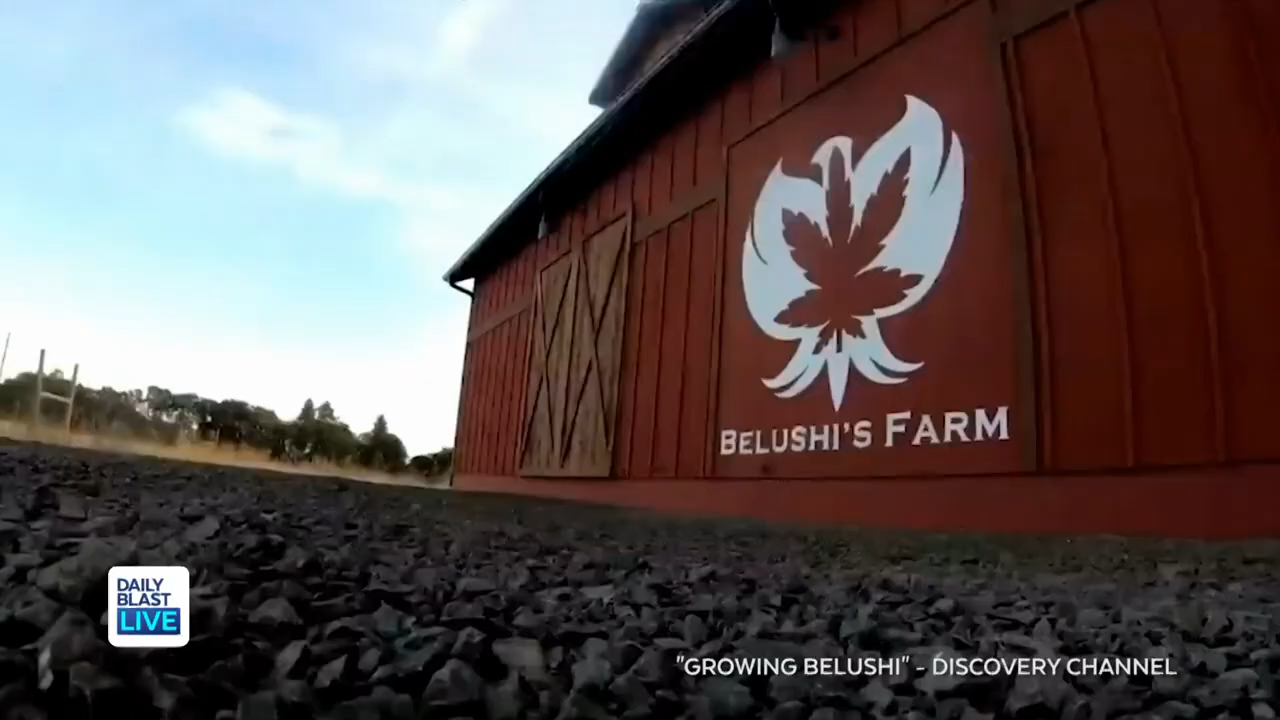 BELUSHI'S FARM
DAILY
BLAST
LIVE
"GROWING BELUSHI" - DISCOVERY CHANNEL